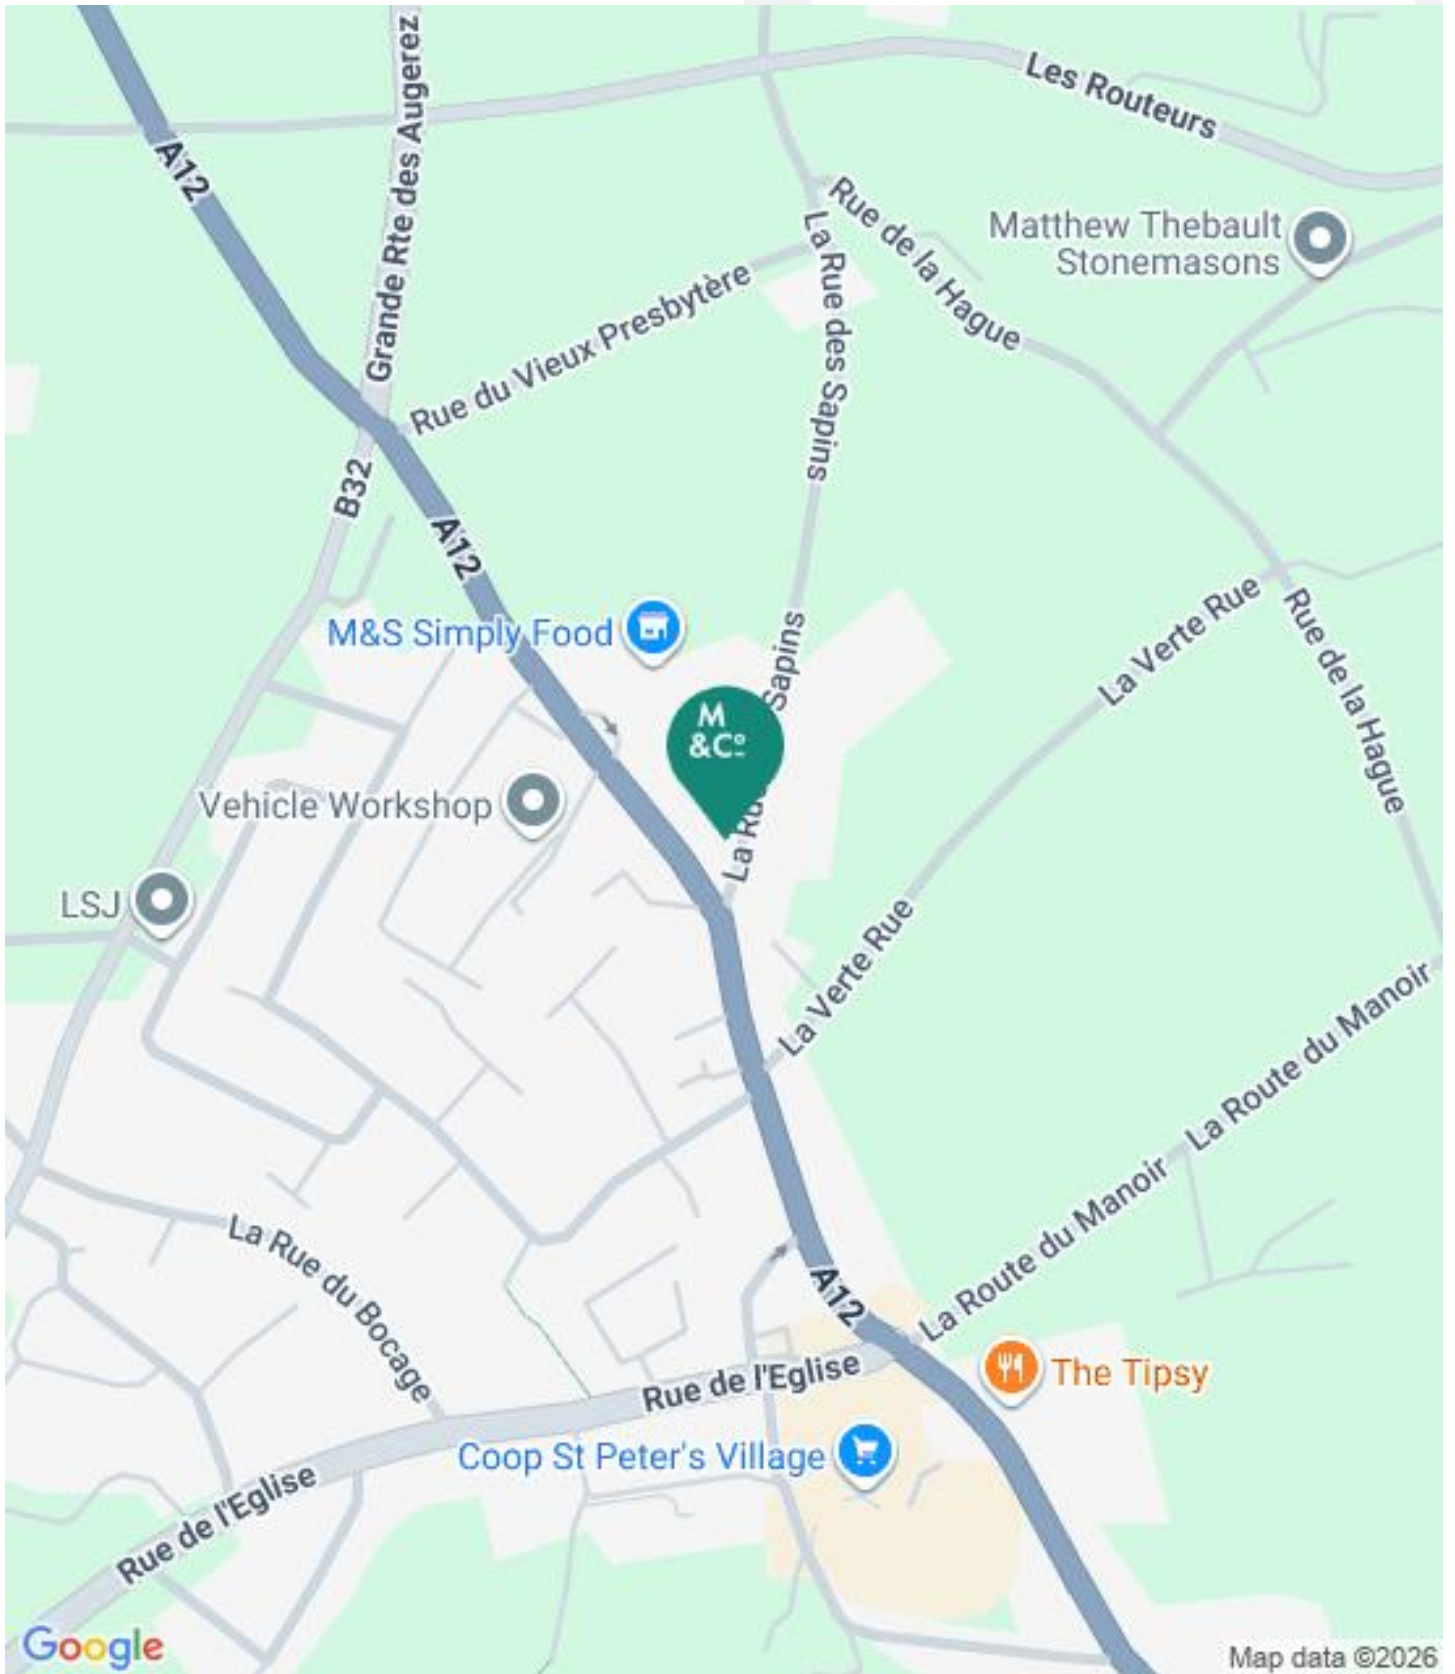 Grande Rte des Augerez
Les Routeurs
A12
Rue de la Hague
Matthew Thebault
Stonemasons
La Rue des Sapins
Rue du Vieux Presbytère
B32
A12
La Verte Rue
Rue de la Hague
M&S Simply Food
Sapins
M
&Co
La Rue
Vehicle Workshop
LSJ
La Verte Rue
La Route du Manoir
La Route du Manoir
La Rue du Bocage
A12
The Tipsy
Rue de l'Eglise
Coop St Peter's Village
Rue de l'Eglise
Google
Map data ©2026